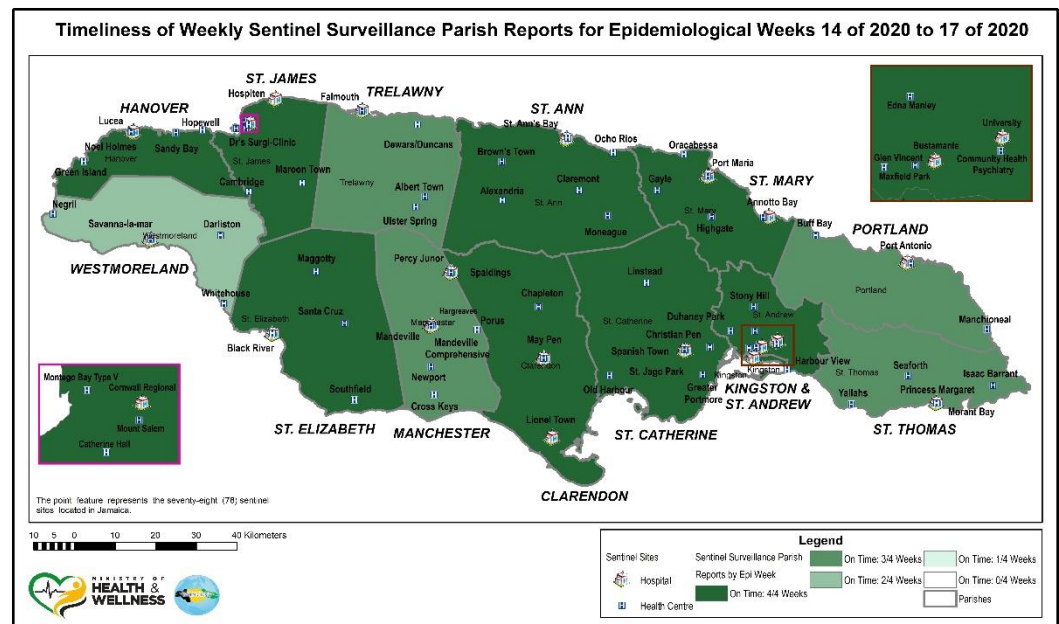 Timeliness of Weekly Sentinel Surveillance Parish Reports for Epidemiological Weeks 14 of 2020 to 17 of 2020
ST. JAMES
Hospiten
TRELAWNY
Falmouth
HANOVER
Lucea
Hopewell
ST. ANN
St. Ann's Bay
Ocho Rios
Edna Manley
University
Bustamante
Glen Vincent
Community Health
Psychiatry
Maxfield Park
Dr's Surgi-Clinic
Dewars/Duncans
Oracabessa
Noel Holmes
Hanover
Sandy Bay
St. James
Brown's Town
Port Maria
Green Island
Maroon Town
Cambridge
Trelawny
Albert Town
Ulster Spring
Alexandria
Claremont
St. Ann
Gayle
ST. MARY
St. Mary
Annotto Bay
Highgate
Negril
Savanna-la-mar
Westmoreland
Darliston
Moneague
Buff Bay
PORTLAND
Port Antonio
WESTMORELAND
Maggotty
Percy Junor
Spaldings
Linstead
Portland
Whitehouse
Chapleton
Stony Hill
St. Andrew
Manchioneal
St. Elizabeth
Santa Cruz
Hargreaves
Manchester
Porus
St. Catherine
Duhaney Park
Mandeville
Mandeville
Comprehensive
Christian Pen
Black River
May Pen
Clarendon
Spanish Town
Harbour View
Seaforth
Isaac Barrant
St. Thomas
Newport
St. Jago Park
Kingston
Kingston
Princess Margaret
Montego Bay Type V
Cornwall Regional
Southfield
Cross Keys
Old Harbour
Greater
Portmore
KINGSTON &
ST. ANDREW
Yallahs
Morant Bay
Mount Salem
Catherine Hall
ST. ELIZABETH
MANCHESTER
Lionel Town
ST. CATHERINE
ST. THOMAS
CLARENDON
The point feature represents the seventy-eight (78) sentinel
sites located in Jamaica.
10 5 0 10 20 30 40 Kilometers
MINISTRY OF
HEALTH &
WELLNESS
Legend
Sentinel Sites
Hospital
Health Centre
Sentinel Surveillance Parish
Reports by Epi Week
On Time: 4/4 Weeks
On Time: 3/4 Weeks
On Time: 2/4 Weeks
On Time: 1/4 Weeks
On Time: 0/4 Weeks
Parishes